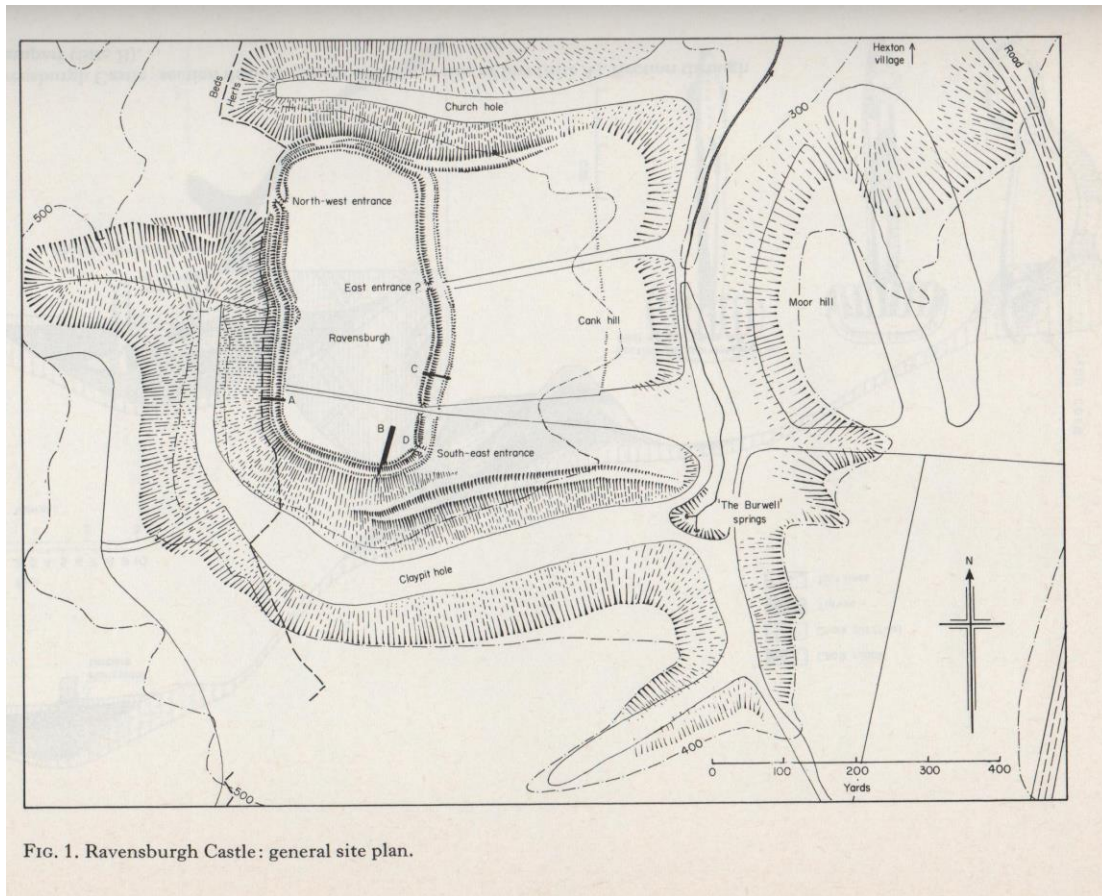 Beds
Herts
Church hole
Hexton
village
Road
300
500
North-west entrance
East entrance ?
Cank hill
Moor hill
Ravensburgh
C
A
B
D
South-east entrance
'The Burwell'
springs
Claypit hole
N
400
0 100 200 300 400
Yards
500
FIG. 1. Ravensburgh Castle: general site plan.